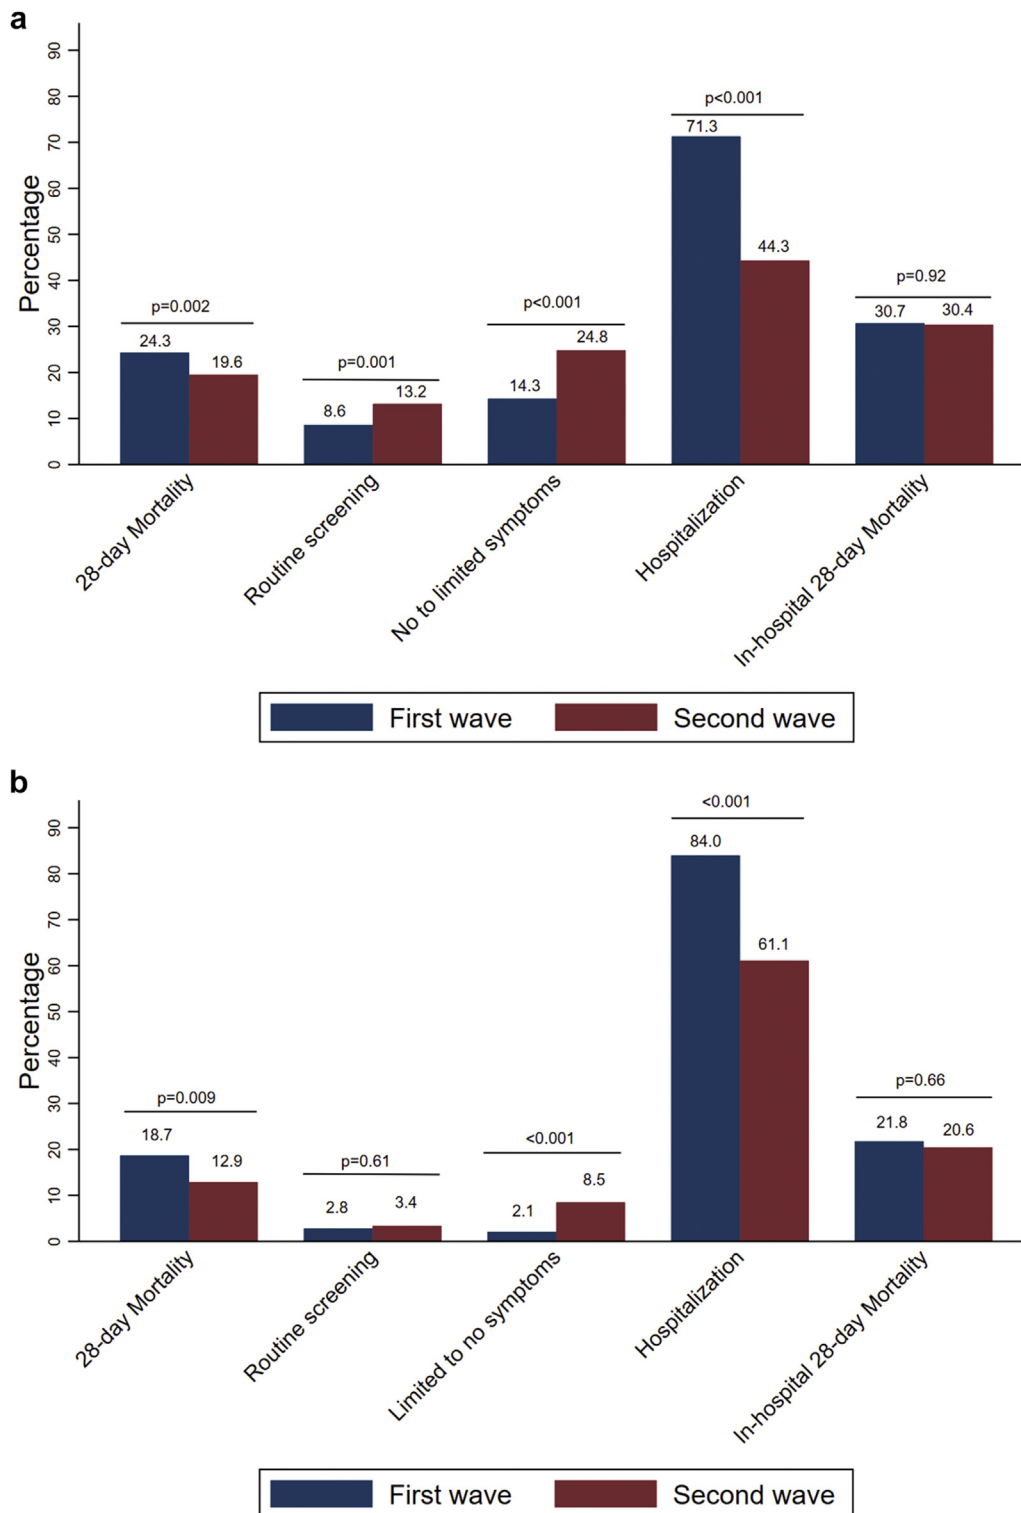 a
Percentage
90
80
70
60
50
40
30
20
10
0
p=0.002
24.3
19.6
p=0.001
8.6
13.2
p<0.001
14.3
24.8
p<0.001
71.3
44.3
p=0.92
30.7
30.4
28-day Mortality
Routine screening
No to limited symptoms
Hospitalization
In-hospital 28-day Mortality
First wave
Second wave
b
Percentage
90
80
70
60
50
40
30
20
10
0
p=0.009
18.7
12.9
p=0.61
2.8
3.4
<0.001
2.1
8.5
<0.001
84.0
61.1
p=0.66
21.8
20.6
28-day Mortality
Routine screening
Limited to no symptoms
Hospitalization
In-hospital 28-day Mortality
First wave
Second wave